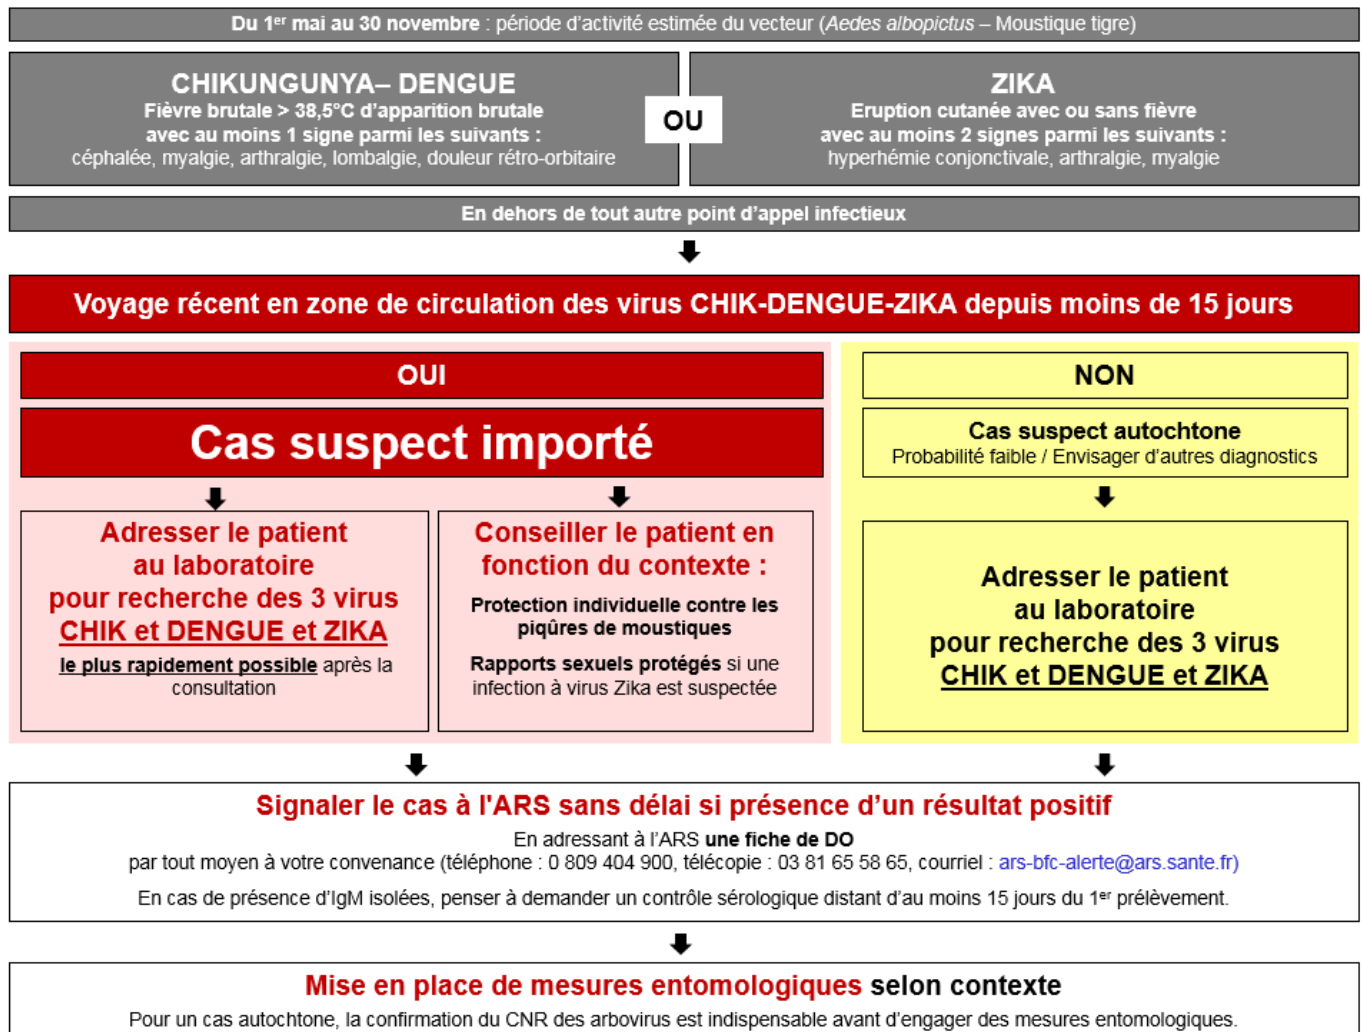 Du 1er mai au 30 novembre : période d'activité estimée du vecteur (Aedes albopictus – Moustique tigre)
CHIKUNGUNYA– DENGUE
Fièvre brutale > 38,5°C d'apparition brutale
avec au moins 1 signe parmi les suivants :
céphalée, myalgie, arthralgie, lombalgie, douleur rétro-orbitaire
OU
ZIKA
Eruption cutanée avec ou sans fièvre
avec au moins 2 signes parmi les suivants :
hyperhémie conjonctivale, arthralgie, myalgie
En dehors de tout autre point d'appel infectieux
Voyage récent en zone de circulation des virus CHIK-DENGUE-ZIKA depuis moins de 15 jours
OUI
Cas suspect importé
Adresser le patient
au laboratoire
pour recherche des 3 virus
CHIK et DENGUE et ZIKA
le plus rapidement possible après la
consultation
Conseiller le patient en
fonction du contexte :
Protection individuelle contre les
piqûres de moustiques
Rapports sexuels protégés si une
infection à virus Zika est suspectée
NON
Cas suspect autochtone
Probabilité faible / Envisager d'autres diagnostics
Adresser le patient
au laboratoire
pour recherche des 3 virus
CHIK et DENGUE et ZIKA
Signaler le cas à l'ARS sans délai si présence d'un résultat positif
En adressant à l'ARS une fiche de DO
par tout moyen à votre convenance (téléphone : 0 809 404 900, télécopie : 03 81 65 58 65, courriel : ars-bfc-alerte@ars.sante.fr)
En cas de présence d'IgM isolées, penser à demander un contrôle sérologique distant d'au moins 15 jours du 1er prélèvement.
Mise en place de mesures entomologiques selon contexte
Pour un cas autochtone, la confirmation du CNR des arbovirus est indispensable avant d'engager des mesures entomologiques.